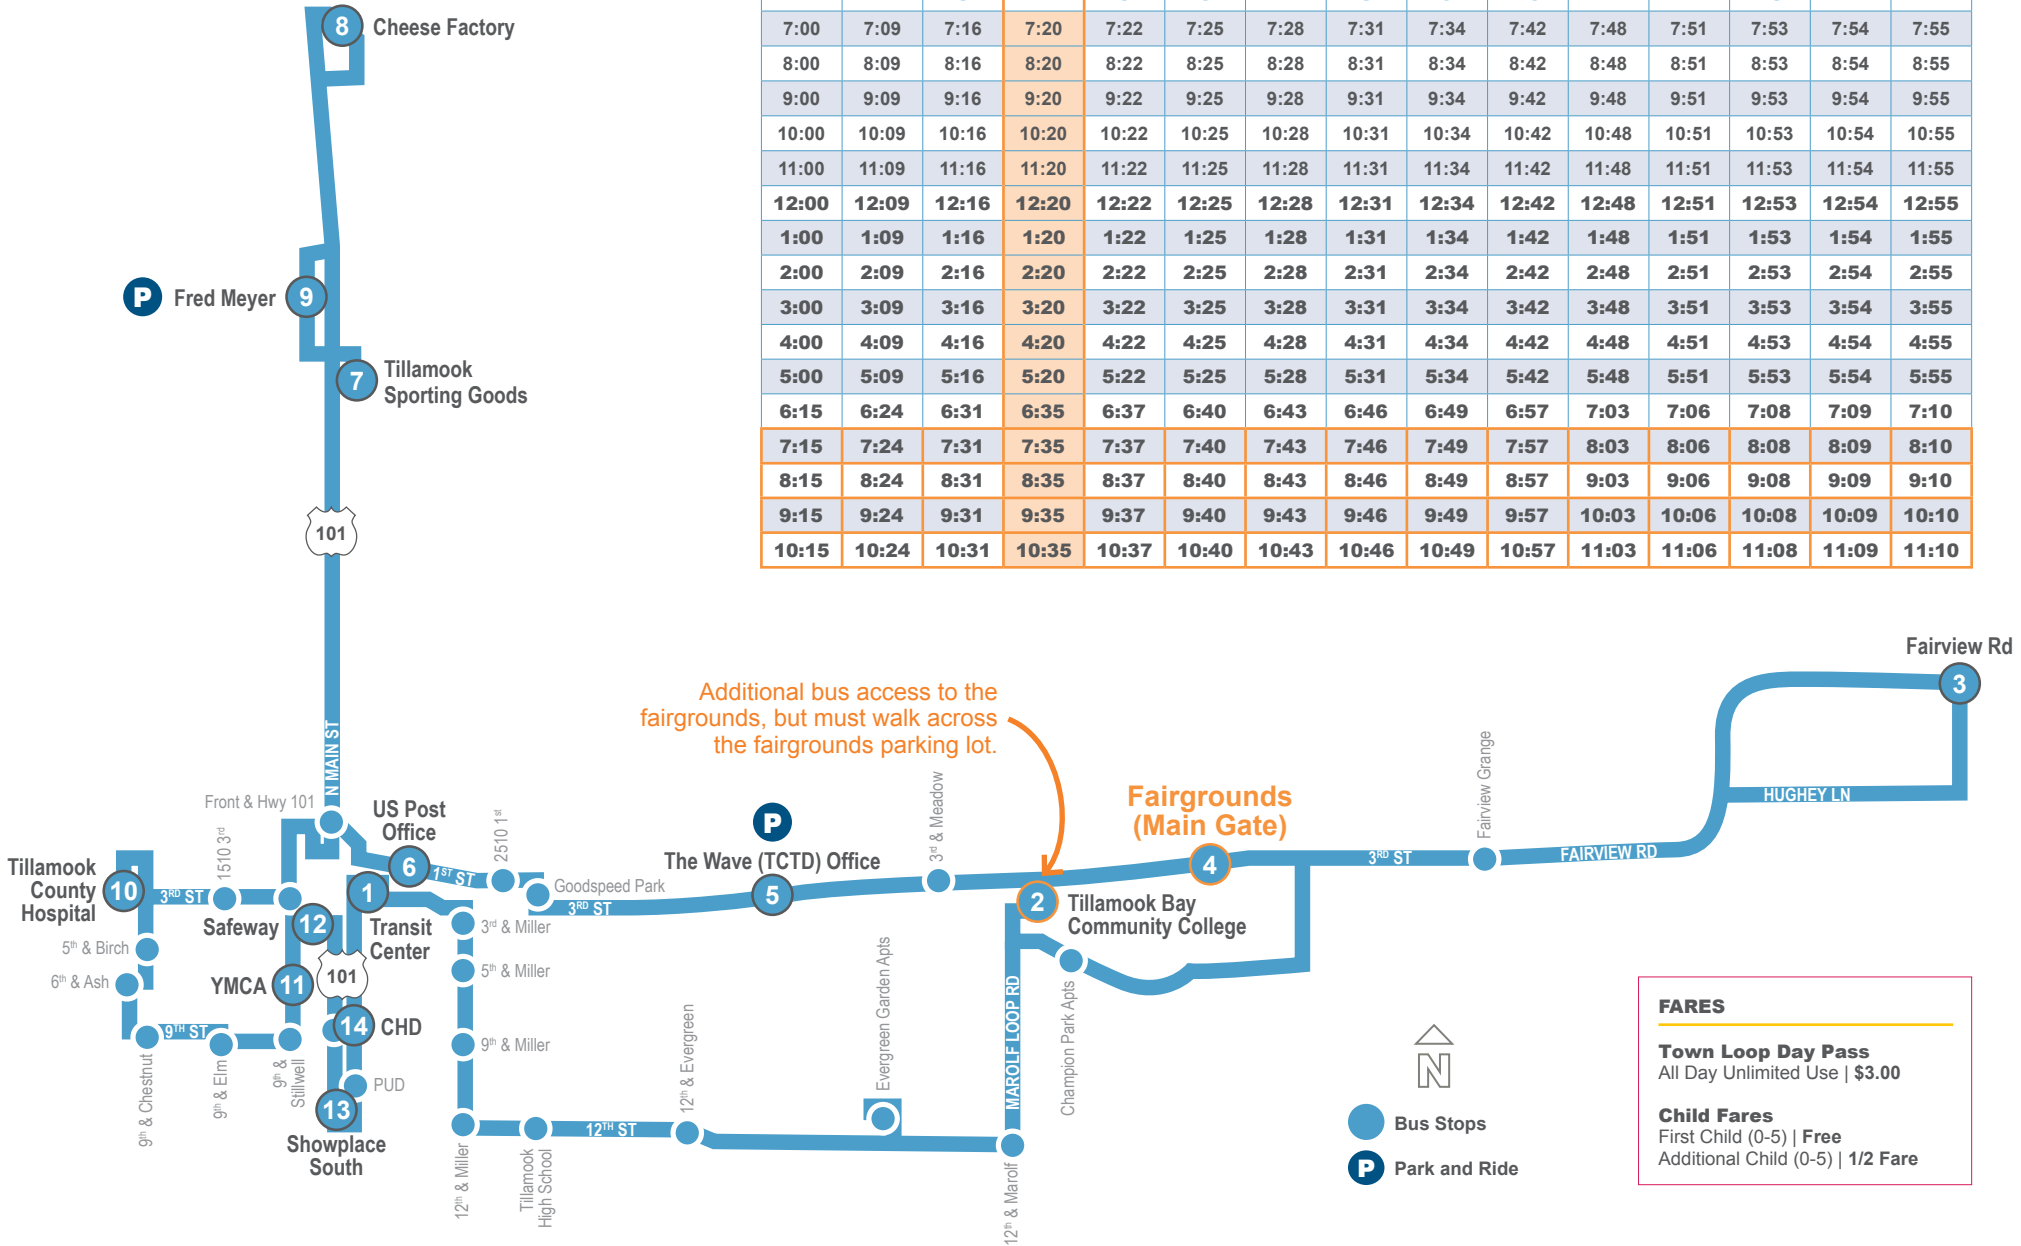 7:00 7:09 7:16 7:20 7:22 7:25 7:28 7:31 7:34 7:42 7:48 7:51 7:53 7:54 7:55
8:00 8:09 8:16 8:20 8:22 8:25 8:28 8:31 8:34 8:42 8:48 8:51 8:53 8:54 8:55
9:00 9:09 9:16 9:20 9:22 9:25 9:28 9:31 9:34 9:42 9:48 9:51 9:53 9:54 9:55
10:00 10:09 10:16 10:20 10:22 10:25 10:28 10:31 10:34 10:42 10:48 10:51 10:53 10:54 10:55
11:00 11:09 11:16 11:20 11:22 11:25 11:28 11:31 11:34 11:42 11:48 11:51 11:53 11:54 11:55
12:00 12:09 12:16 12:20 12:22 12:25 12:28 12:31 12:34 12:42 12:48 12:51 12:53 12:54 12:55
1:00 1:09 1:16 1:20 1:22 1:25 1:28 1:31 1:34 1:42 1:48 1:51 1:53 1:54 1:55
2:00 2:09 2:16 2:20 2:22 2:25 2:28 2:31 2:34 2:42 2:48 2:51 2:53 2:54 2:55
3:00 3:09 3:16 3:20 3:22 3:25 3:28 3:31 3:34 3:42 3:48 3:51 3:53 3:54 3:55
4:00 4:09 4:16 4:20 4:22 4:25 4:28 4:31 4:34 4:42 4:48 4:51 4:53 4:54 4:55
5:00 5:09 5:16 5:20 5:22 5:25 5:28 5:31 5:34 5:42 5:48 5:51 5:53 5:54 5:55
6:15 6:24 6:31 6:35 6:37 6:40 6:43 6:46 6:49 6:57 7:03 7:06 7:08 7:09 7:10
7:15 7:24 7:31 7:35 7:37 7:40 7:43 7:46 7:49 7:57 8:03 8:06 8:08 8:09 8:10
8:15 8:24 8:31 8:35 8:37 8:40 8:43 8:46 8:49 8:57 9:03 9:06 9:08 9:09 9:10
9:15 9:24 9:31 9:35 9:37 9:40 9:43 9:46 9:49 9:57 10:03 10:06 10:08 10:09 10:10
10:15 10:24 10:31 10:35 10:37 10:40 10:43 10:46 10:49 10:57 11:03 11:06 11:08 11:09 11:10
8 Cheese Factory
P Fred Meyer 9
7 Tillamook
Sporting Goods
101
N MAIN ST
Fairview Rd
3
HUGHEY LN
Additional bus access to the
fairgrounds, but must walk across
the fairgrounds parking lot.
Fairgrounds
(Main Gate)
4
Fairview Grange
3RD ST
FAIRVIEW RD
Front & Hwy 101
US Post
Office
6
1ST ST
2510 1st
Goodspeed Park
3RD ST
P
The Wave (TCTD) Office
5
3rd & Meadow
2 Tillamook Bay
Community College
Tillamook
County
Hospital
10
3RD ST
1510 3rd
Safeway 12
1
Transit
Center
3rd & Miller
5th & Birch
6th & Ash
YMCA 11
101
5th & Miller
9TH ST
14 CHD
9th & Miller
9th & Chestnut
9th & Elm
9th &
Stillwell
PUD
13
Showplace
South
12th & Miller
Tillamook
High School
12TH ST
12th & Evergreen
Evergreen Garden Apts
MAROLF LOOP RD
Champion Park Apts
12th & Marolf
N
Bus Stops
P Park and Ride
FARES
Town Loop Day Pass
All Day Unlimited Use | $3.00
Child Fares
First Child (0-5) | Free
Additional Child (0-5) | 1/2 Fare